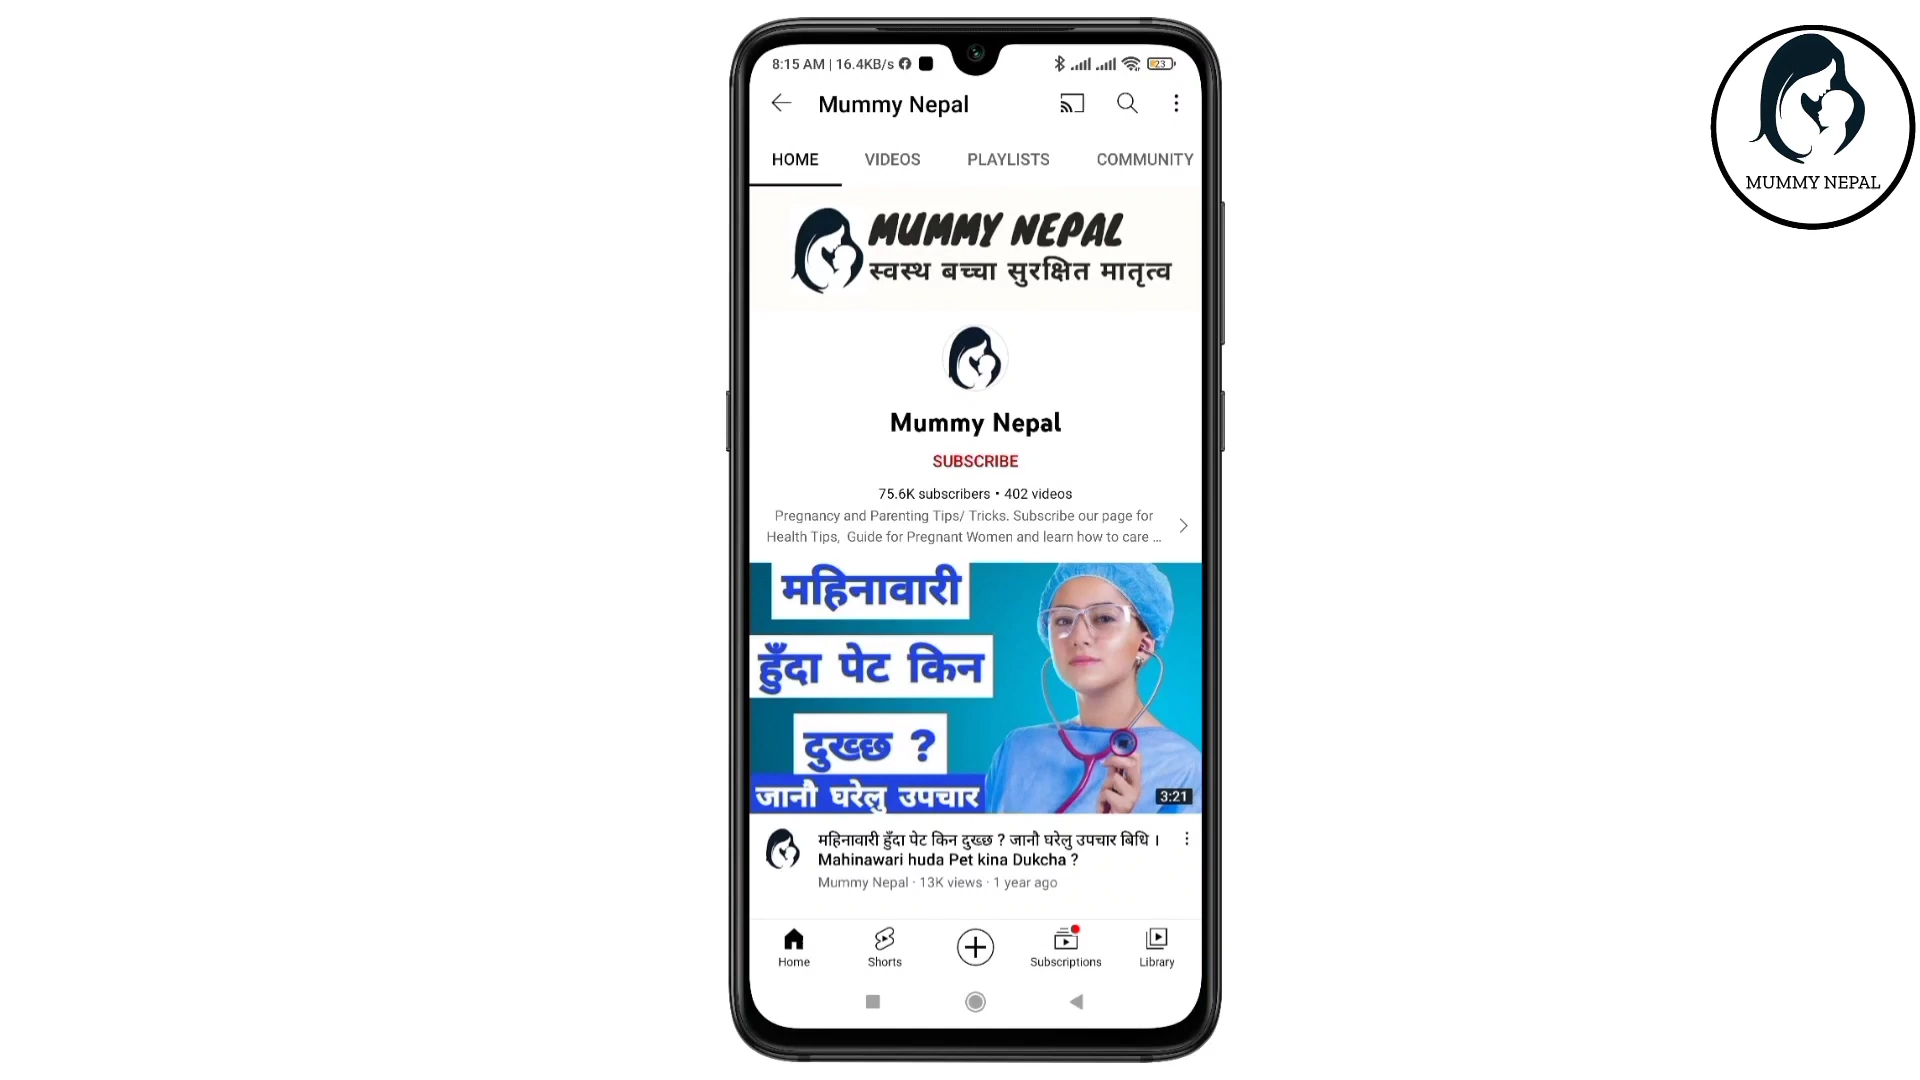 8:15 AM | 16.4KB/s
23
Mummy Nepal
HOME VIDEOS PLAYLISTS COMMUNITY
MUMMY NEPAL
MUMMY NEPAL
स्वस्थ बच्चा सुरक्षित मातृत्व
Mummy Nepal
SUBSCRIBE
75.6K subscribers • 402 videos
Pregnancy and Parenting Tips/ Tricks. Subscribe our page for
Health Tips, Guide for Pregnant Women and learn how to care ...
महिनावारी
हुँदा पेट किन
दुख्छ ?
जानौ घरेलु उपचार
3:21
महिनावारी हुँदा पेट किन दुख्छ ? जानौ घरेलु उपचार बिधि ।
Mahinawari huda Pet kina Dukcha ?
Mummy Nepal · 13K views · 1 year ago
Home Shorts Subscriptions Library